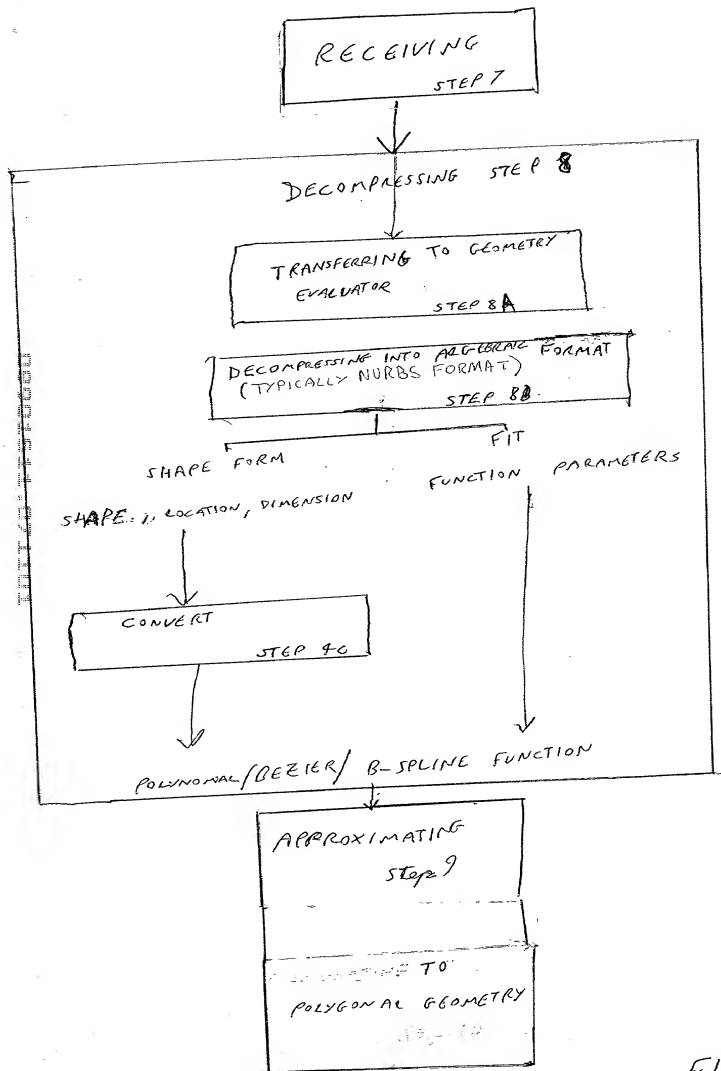 RECEIVING
STEP 7
DECOMPRESSING STEP 8
TRANSFERRING TO GEOMETRY
EVALUATOR
STEP 8A
DECOMPRESSING INTO ALGEBRAIC FORMAT
(TYPICALLY NURBS FORMAT)
STEP 8B
SHAPE FORM
FIT
SHAPE, LOCATION, DIMENSION
FUNCTION PARAMETERS
CONVERT
STEP 4C
POLYNOMAL/BEZIER/B-SPLINE FUNCTION
APPROXIMATING
Step 9
TO
POLYGONAL GEOMETRY